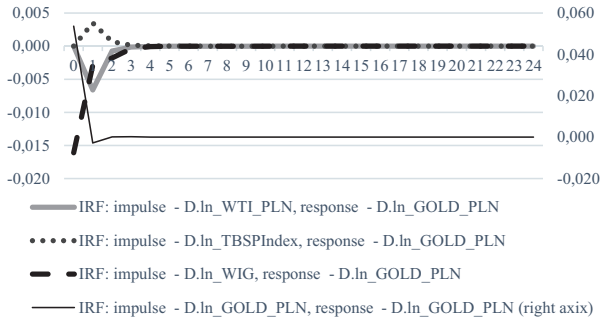 0,005 0,060
0,000 0,040
0 1 2 3 4 5 6 7 8 9 10 11 12 13 14 15 16 17 18 19 20 21 22 23 24
-0,005
0,020
-0,010
-0,015 0,000
-0,020 -0,020
IRF: impulse - D.ln_WTI_PLN, response - D.ln_GOLD_PLN
IRF: impulse - D.ln_TBSPIndex, response - D.ln_GOLD_PLN
IRF: impulse - D.ln_WIG, response - D.ln_GOLD_PLN
IRF: impulse - D.ln_GOLD_PLN, response - D.ln_GOLD_PLN (right axix)